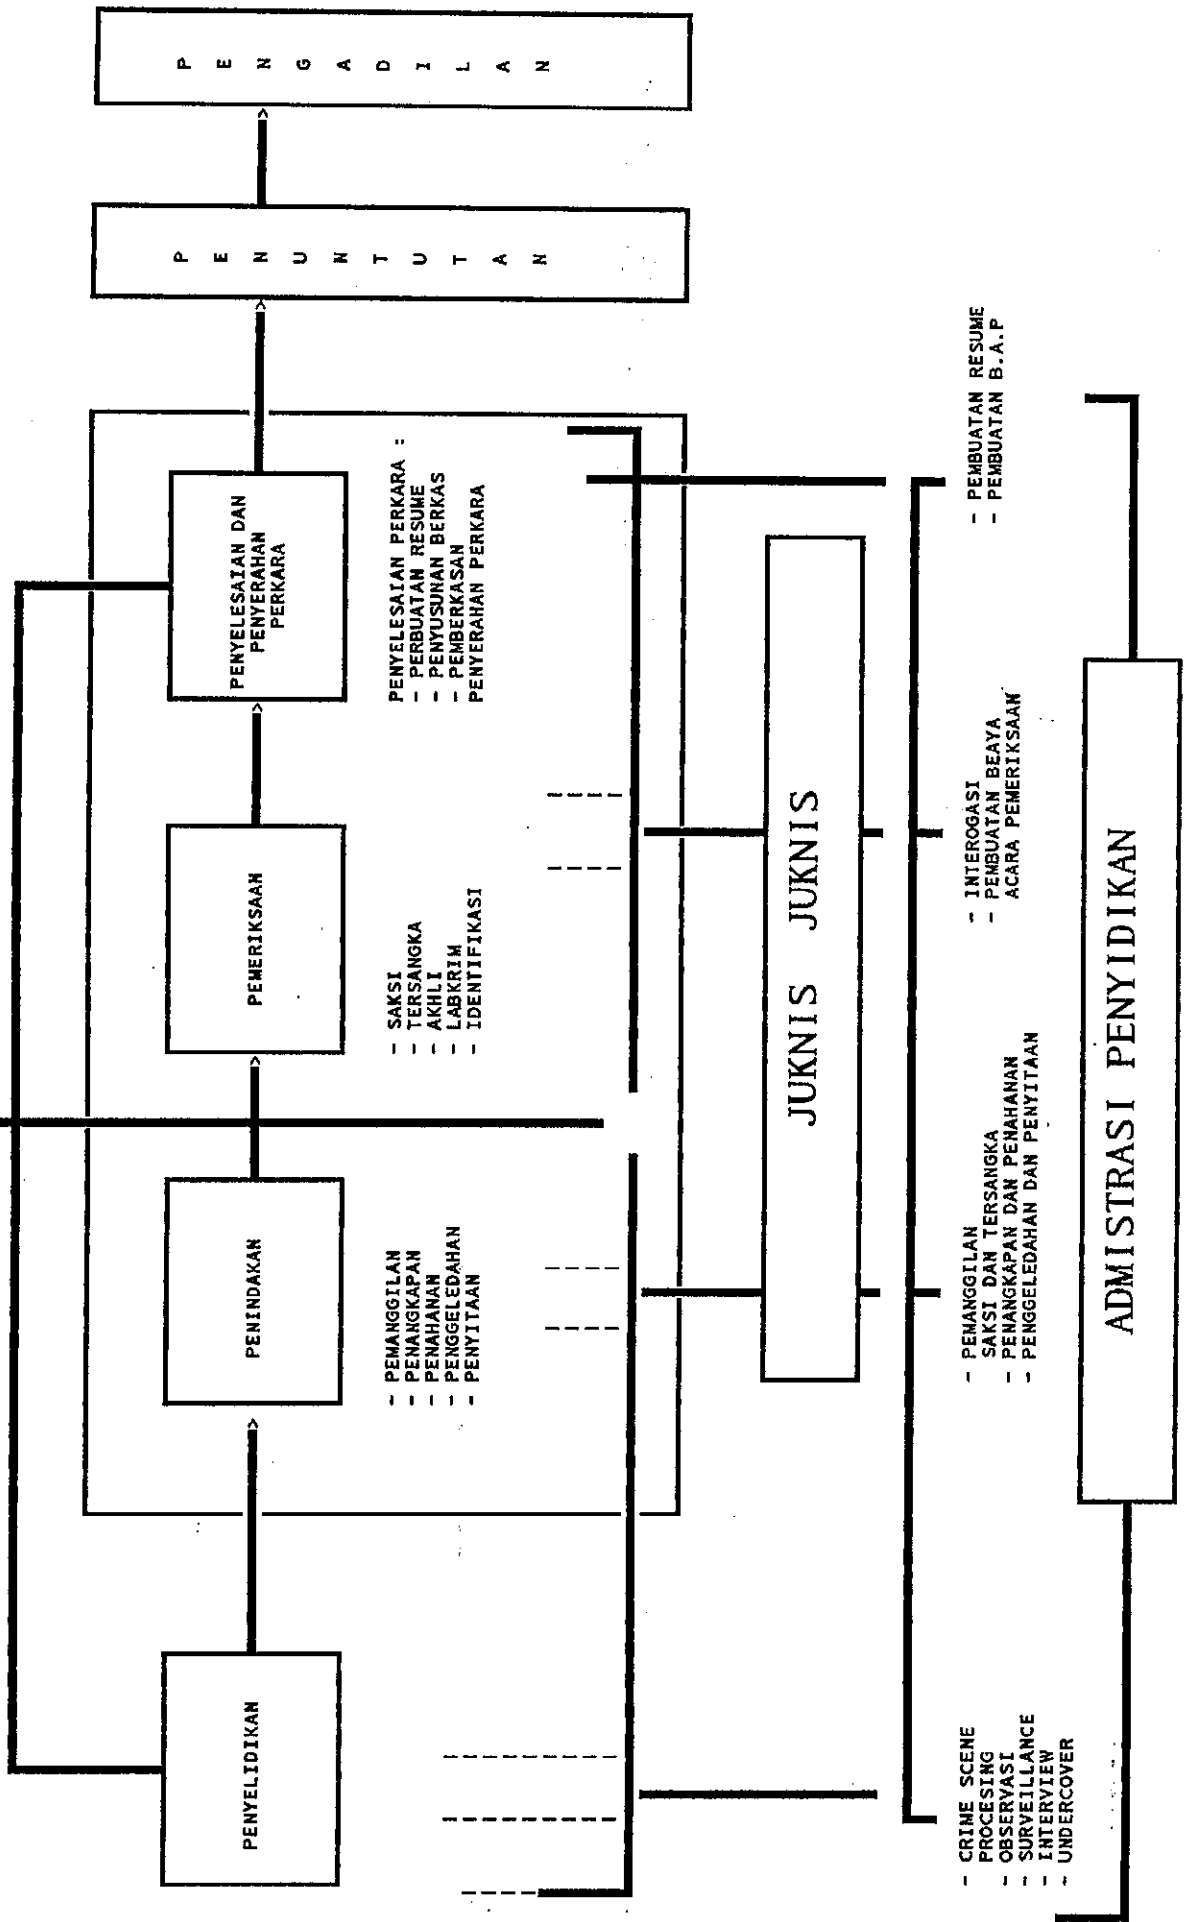 PENYELIDIKAN
PENINDAKAN
PEMERIKSAAN
PENYELESAIAN DAN
PENYERAHAN
PERKARA
PENUNTUTAN
PENGADILAN
- PEMANGGILAN
- PENANGKAPAN
- PENAHANAN
- PENGGELEDAHAN
- PENYITAAN
- SAKSI
- TERSANGKA
- AKHLI
- LABKRIM
- IDENTIFIKASI
PENYELESAIAN PERKARA :
- PERBUATAN RESUME
- PENYUSUNAN BERKAS
- PEMBERKASAN
PENYERAHAN PERKARA
JUKNIS JUKNIS
- CRIME SCENE
PROCESING
- OBSERVASI
- SURVEILLANCE
- INTERVIEW
- UNDERCOVER
- PEMANGGILAN
SAKSI DAN TERSANGKA
- PENANGKAPAN DAN PENAHANAN
- PENGGELEDAHAN DAN PENYITAAN
- INTEROGASI
- PEMBUATAN BEAYA
ACARA PEMERIKSAAN
- PEMBUATAN RESUME
- PEMBUATAN B.A.P
ADMISTRASI PENYIDIKAN